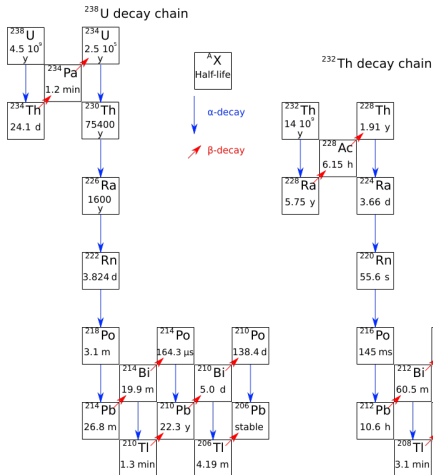 ²³⁸U decay chain
²³⁸U
4.5 10⁹
y
²³⁴U
2.5 10⁵
y
²³⁴Pa
1.2 min
²³⁴Th
24.1 d
²³⁰Th
75400
y
²²⁶Ra
1600
y
²²²Rn
3.824 d
²¹⁸Po
3.1 m
²¹⁴Po
164.3 µs
²¹⁰Po
138.4 d
²¹⁴Bi
19.9 m
²¹⁰Bi
5.0 d
²¹⁴Pb
26.8 m
²¹⁰Pb
22.3 y
²⁰⁶Pb
stable
²¹⁰Tl
1.3 min
²⁰⁶Tl
4.19 m
ᴬX
Half-life
α-decay
β-decay
²³²Th decay chain
²³²Th
14 10⁹
y
²²⁸Th
1.91 y
²²⁸Ac
6.15 h
²²⁸Ra
5.75 y
²²⁴Ra
3.66 d
²²⁰Rn
55.6 s
²¹⁶Po
145 ms
²¹²Bi
60.5 m
²¹²Pb
10.6 h
²⁰⁸Tl
3.1 min